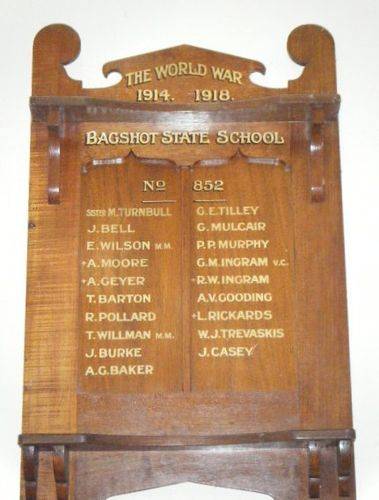 THE WORLD WAR
1914. 1918.
BAGSHOT STATE SCHOOL
No 852
SISTER M. TURNBULL
J. BELL
E. WILSON M.M.
+A. MOORE
+A. GEYER
T. BARTON
R. POLLARD
T. WILLMAN M.M.
J. BURKE
A. G. BAKER
G. E. TILLEY
G. MULCAIR
P. P. MURPHY
G. M. INGRAM V.C.
+R. W. INGRAM
A. V. GOODING
+L. RICKARDS
W. J. TREVASKIS
J. CASEY